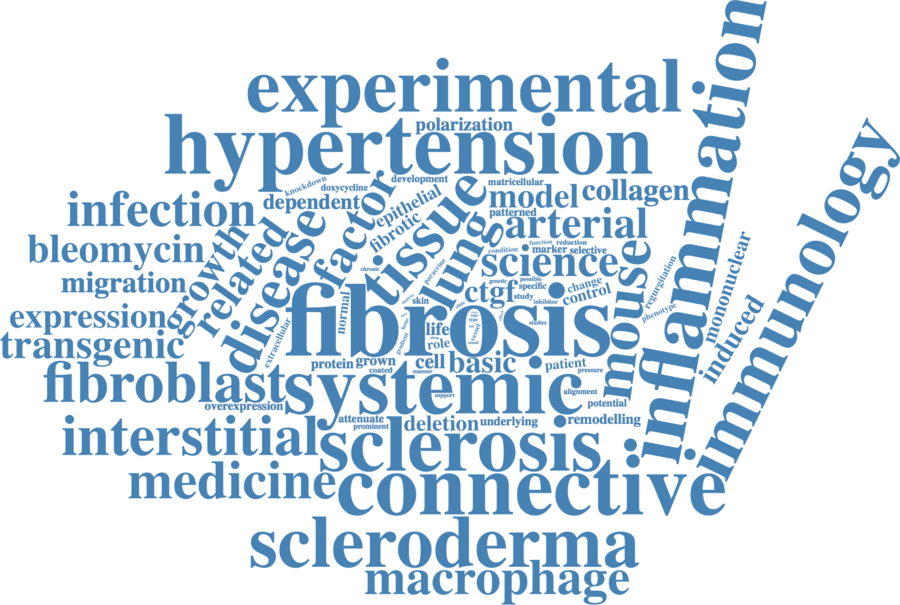 experimental
inflammation
polarization
hypertension
immunology
knockdown
doxycycline
development
matricellular
infection
dependent
factor
epithelial
tissue
model
collagen
patterned
arterial
bleomycin
growth
related
disease
fibrotic
lung
condition
function
reduction
marker
selective
science
mouse
regurgitation
mononuclear
migration
chronic
paracrine
genetic
possible
specific
change
control
ctgf
study
inhibitor
skin
normal
fibrosis
phenotype
expression
transgenic
extracellular
gradient
life
role
studies
induced
protein
grown
coated
cell
basic
manner
patient
pressure
fibroblast
systemic
support
alignment
potential
overexpression
attenuate
prominent
deletion
underlying
remodelling
interstitial
sclerosis
medicine
connective
scleroderma
macrophage